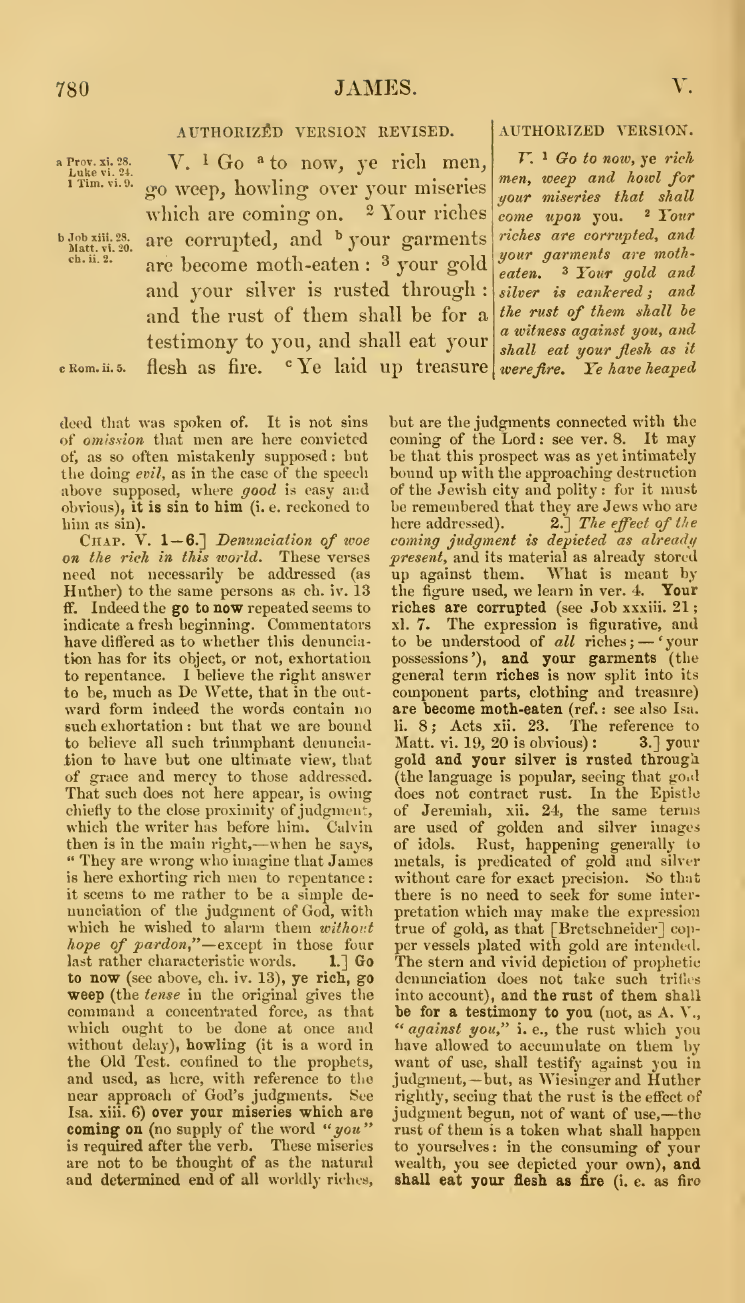 780
JAMES.
V.
AUTHORIZED VERSION REVISED.
a Prov. xi. 28.
Luke vi. 24.
1 Tim. vi. 9.
V. 1 Go a to now, ye rich men,
go weep, howling over your miseries
which are coming on. 2 Your riches
b Job xiii. 28.
Matt. vi. 20.
ch. ii. 2.
are corrupted, and b your garments
are become moth-eaten : 3 your gold
and your silver is rusted through :
and the rust of them shall be for a
testimony to you, and shall eat your
c Rom. ii. 5.
flesh as fire. c Ye laid up treasure
AUTHORIZED VERSION.
V. 1 Go to now, ye rich
men, weep and howl for
your miseries that shall
come upon you. 2 Your
riches are corrupted, and
your garments are moth-
eaten. 3 Your gold and
silver is cankered; and
the rust of them shall be
a witness against you, and
shall eat your flesh as it
were fire. Ye have heaped
deed that was spoken of. It is not sins
of omission that men are here convicted
of, as so often mistakenly supposed : but
the doing evil, as in the case of the speech
above supposed, where good is easy and
obvious), it is sin to him (i. e. reckoned to
him as sin).
CHAP. V. 1—6.] Denunciation of woe
on the rich in this world. These verses
need not necessarily be addressed (as
Huther) to the same persons as ch. iv. 13
ff. Indeed the go to now repeated seems to
indicate a fresh beginning. Commentators
have differed as to whether this denuncia-
tion has for its object, or not, exhortation
to repentance. I believe the right answer
to be, much as De Wette, that in the out-
ward form indeed the words contain no
such exhortation : but that we are bound
to believe all such triumphant denuncia-
tion to have but one ultimate view, that
of grace and mercy to those addressed.
That such does not here appear, is owing
chiefly to the close proximity of judgment,
which the writer has before him. Calvin
then is in the main right,—when he says,
“ They are wrong who imagine that James
is here exhorting rich men to repentance :
it seems to me rather to be a simple de-
nunciation of the judgment of God, with
which he wished to alarm them without
hope of pardon,”—except in those four
last rather characteristic words. 1.] Go
to now (see above, ch. iv. 13), ye rich, go
weep (the tense in the original gives the
command a concentrated force, as that
which ought to be done at once and
without delay), howling (it is a word in
the Old Test. confined to the prophets,
and used, as here, with reference to the
near approach of God's judgments. See
Isa. xiii. 6) over your miseries which are
coming on (no supply of the word “you”
is required after the verb. These miseries
are not to be thought of as the natural
and determined end of all worldly riches,
but are the judgments connected with the
coming of the Lord : see ver. 8. It may
be that this prospect was as yet intimately
bound up with the approaching destruction
of the Jewish city and polity : for it must
be remembered that they are Jews who are
here addressed). 2.] The effect of the
coming judgment is depicted as already
present, and its material as already stored
up against them. What is meant by
the figure used, we learn in ver. 4. Your
riches are corrupted (see Job xxxiii. 21 ;
xl. 7. The expression is figurative, and
to be understood of all riches; — ‘your
possessions’), and your garments (the
general term riches is now split into its
component parts, clothing and treasure)
are become moth-eaten (ref.: see also Isa.
li. 8; Acts xii. 23. The reference to
Matt. vi. 19, 20 is obvious) : 3.] your
gold and your silver is rusted through
(the language is popular, seeing that gold
does not contract rust. In the Epistle
of Jeremiah, xii. 24, the same terms
are used of golden and silver images
of idols. Rust, happening generally to
metals, is predicated of gold and silver
without care for exact precision. So that
there is no need to seek for some inter-
pretation which may make the expression
true of gold, as that [Bretschneider] cop-
per vessels plated with gold are intended.
The stern and vivid depiction of prophetic
denunciation does not take such trifles
into account), and the rust of them shall
be for a testimony to you (not, as A. V.,
“ against you,” i. e., the rust which you
have allowed to accumulate on them by
want of use, shall testify against you in
judgment,—but, as Wiesinger and Huther
rightly, seeing that the rust is the effect of
judgment begun, not of want of use,—the
rust of them is a token what shall happen
to yourselves : in the consuming of your
wealth, you see depicted your own), and
shall eat your flesh as fire (i. e. as fire